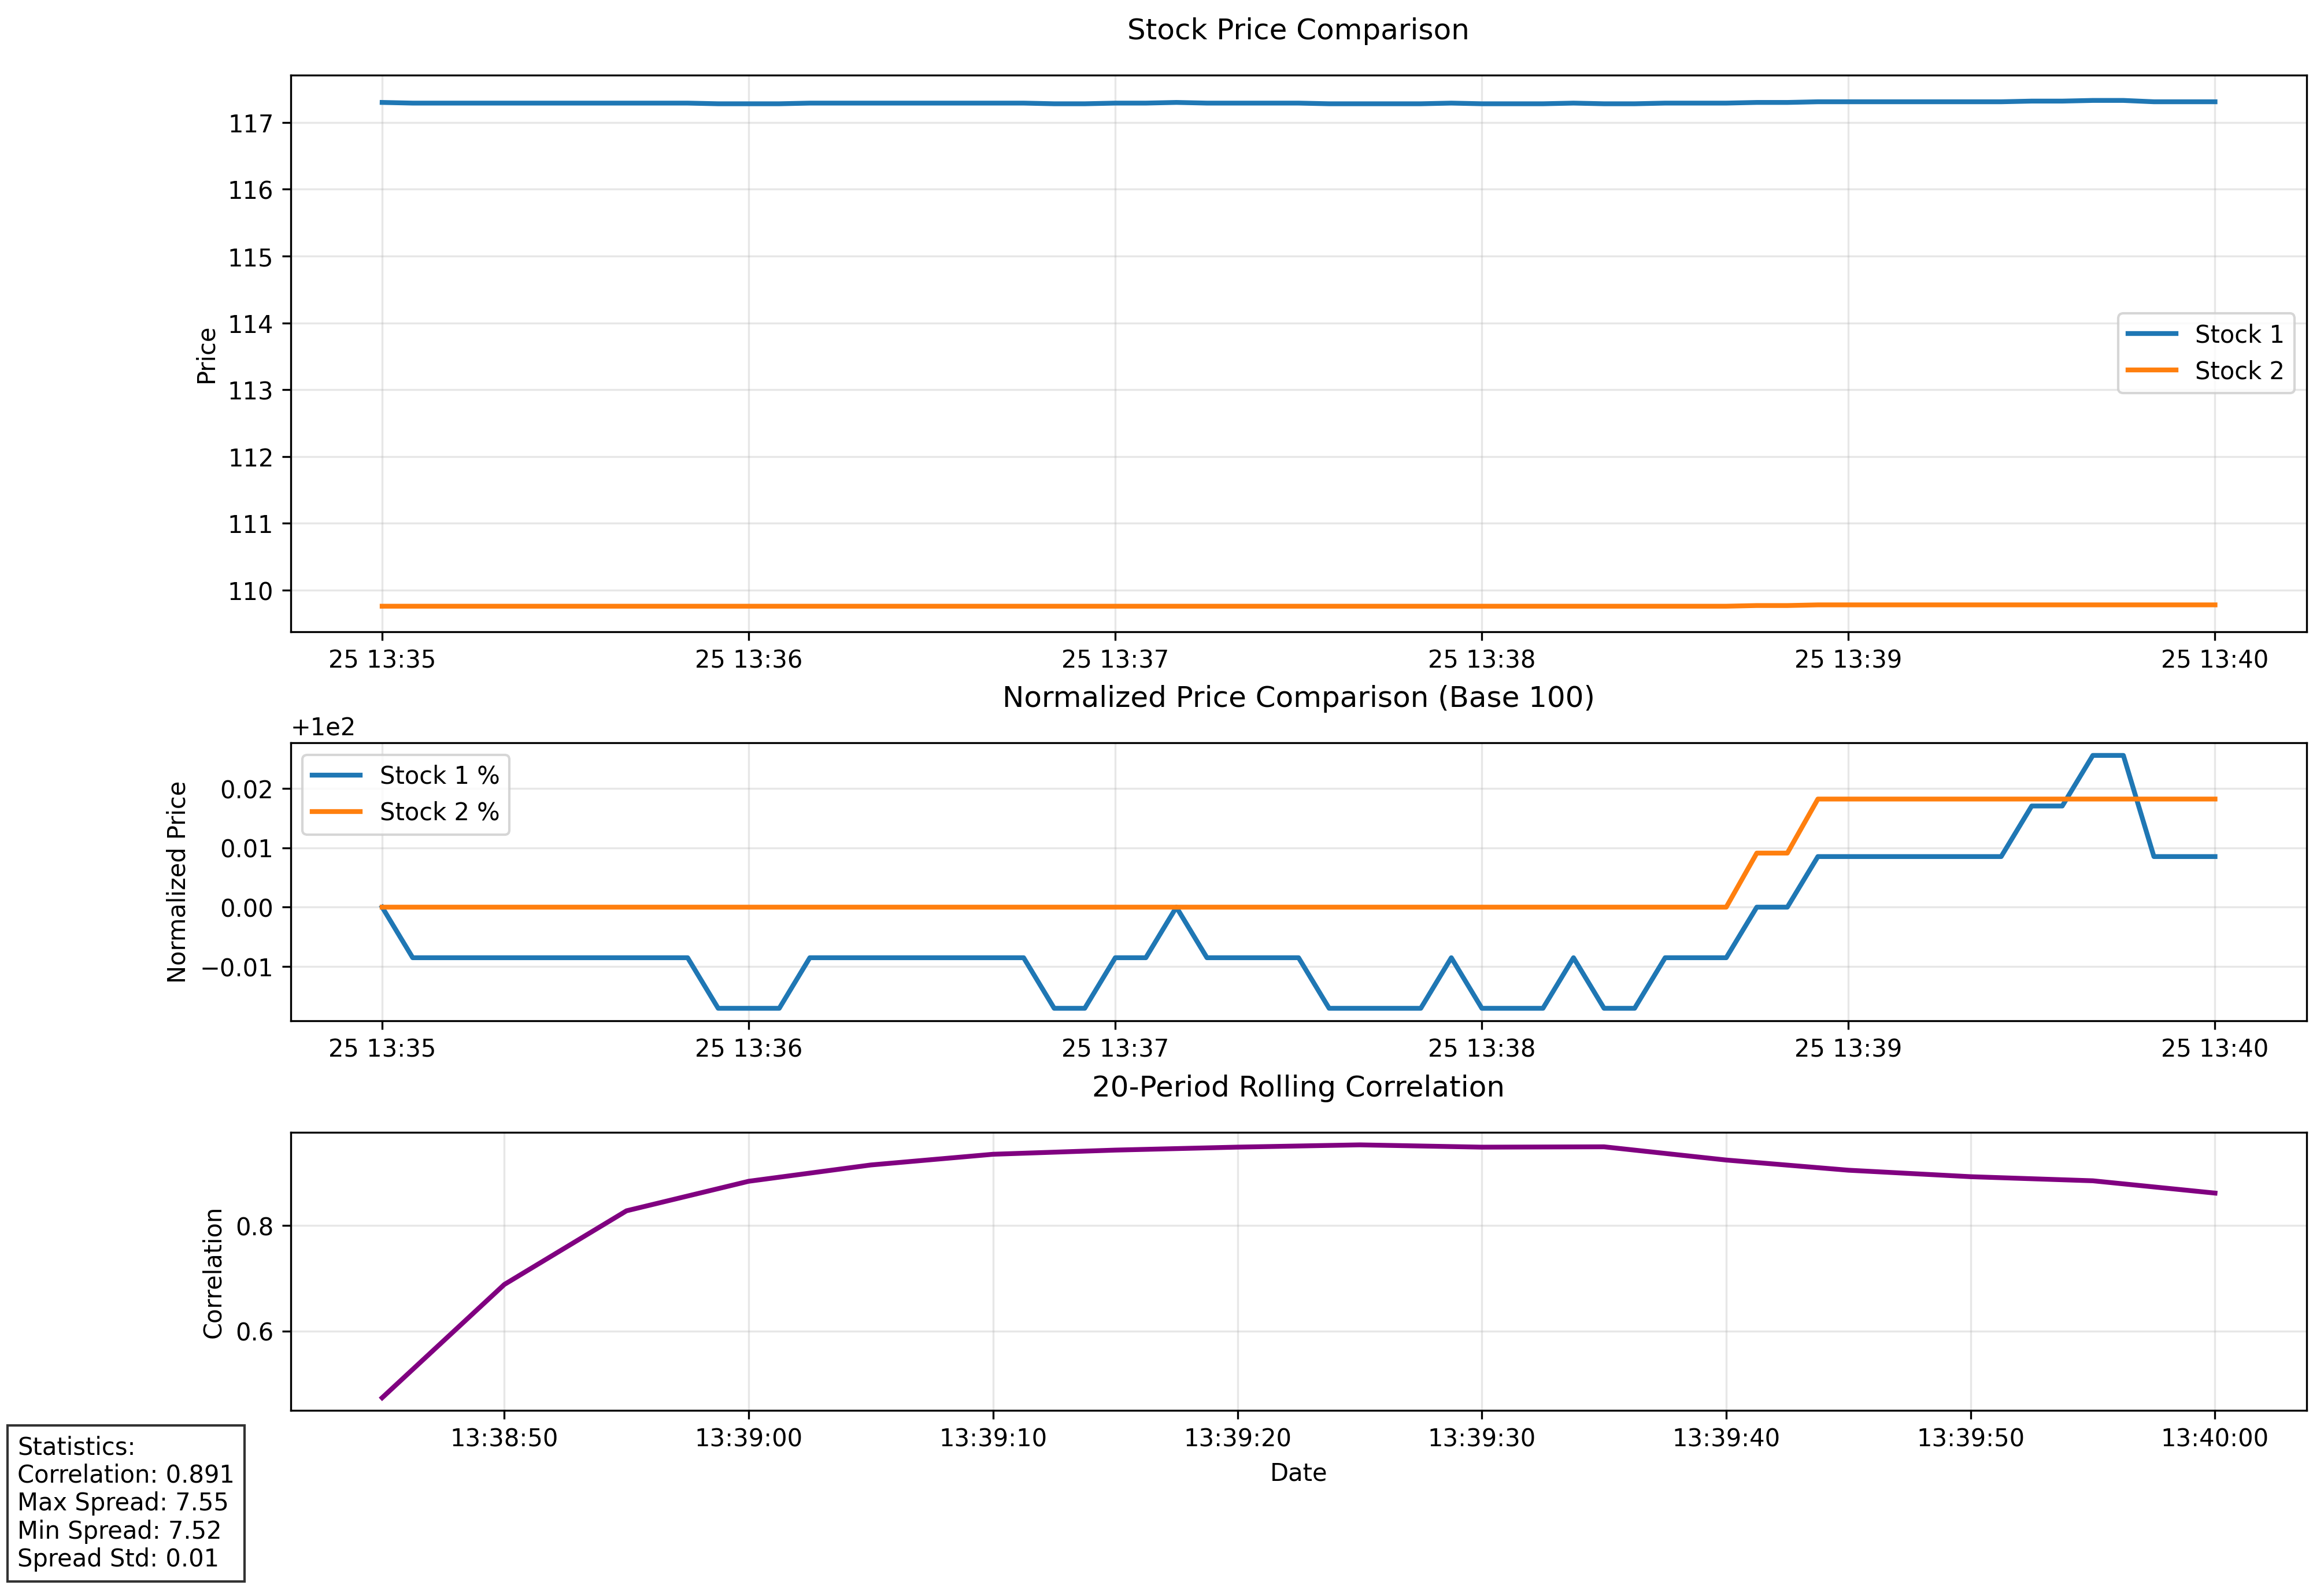 Stock Price Comparison
117
116
115
114
113
112
111
110
Price
Stock 1
Stock 2
25 13:35
25 13:36
25 13:37
25 13:38
25 13:39
25 13:40
Normalized Price Comparison (Base 100)
+1e2
Stock 1 %
Stock 2 %
0.02
0.01
0.00
−0.01
Normalized Price
25 13:35
25 13:36
25 13:37
25 13:38
25 13:39
25 13:40
20-Period Rolling Correlation
0.8
0.6
Correlation
13:38:50
13:39:00
13:39:10
13:39:20
13:39:30
13:39:40
13:39:50
13:40:00
Date
Statistics:
Correlation: 0.891
Max Spread: 7.55
Min Spread: 7.52
Spread Std: 0.01